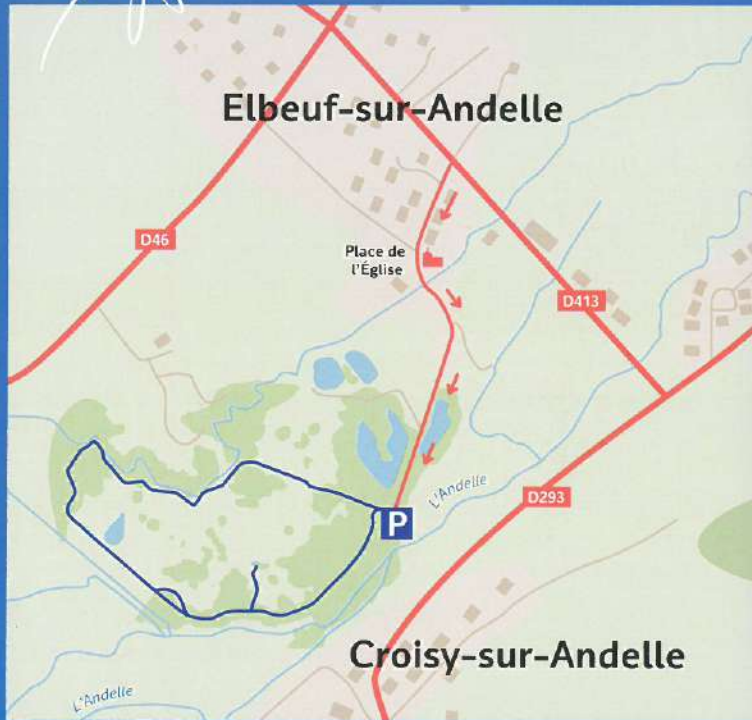 Elbeuf-sur-Andelle
D46
Place de
l'Église
D413
L'Andelle
D293
P
Croisy-sur-Andelle
L'Andelle